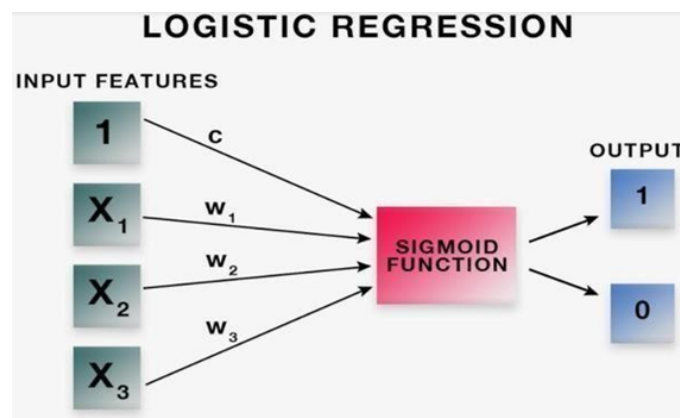 LOGISTIC REGRESSION
INPUT FEATURES
1
c
X1
w1
X2
w2
X3
w3
SIGMOID
FUNCTION
OUTPUT
1
0